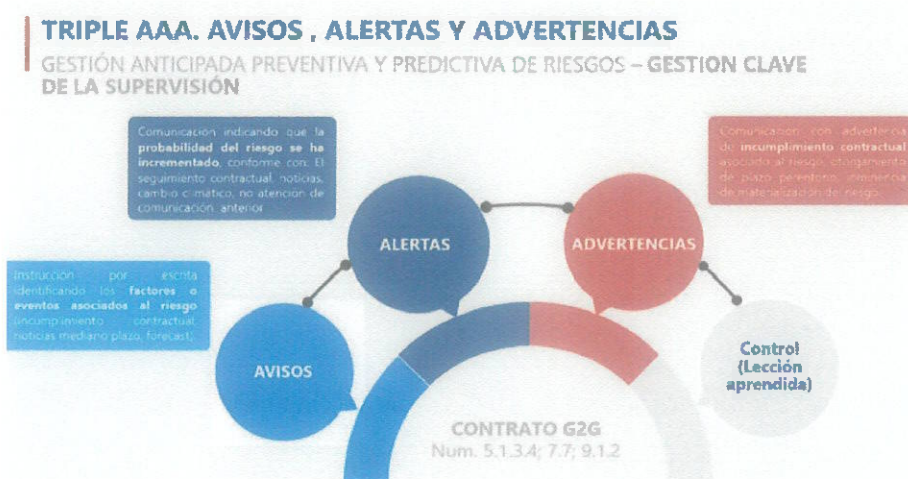 TRIPLE AAA. AVISOS , ALERTAS Y ADVERTENCIAS
GESTIÓN ANTICIPADA PREVENTIVA Y PREDICTIVA DE RIESGOS – GESTION CLAVE
DE LA SUPERVISIÓN
Comunicación indicando que la
probabilidad del riesgo se ha
incrementado, conforme con: El
seguimiento contractual, noticias,
cambio climático, no atención de
comunicación anterior
Comunicación con advertencia
de incumplimiento contractual
asociado al riesgo, otorgamiento
de plazo perentorio, inminencia
de materialización de riesgo.
ALERTAS
ADVERTENCIAS
Instrucción por escrita
identificando los factores o
eventos asociados al riesgo
(incumplimiento contractual,
noticias mediano plazo, forecast)
AVISOS
Control
(Lección
aprendida)
CONTRATO G2G
Num. 5.1.3.4; 7.7; 9.1.2